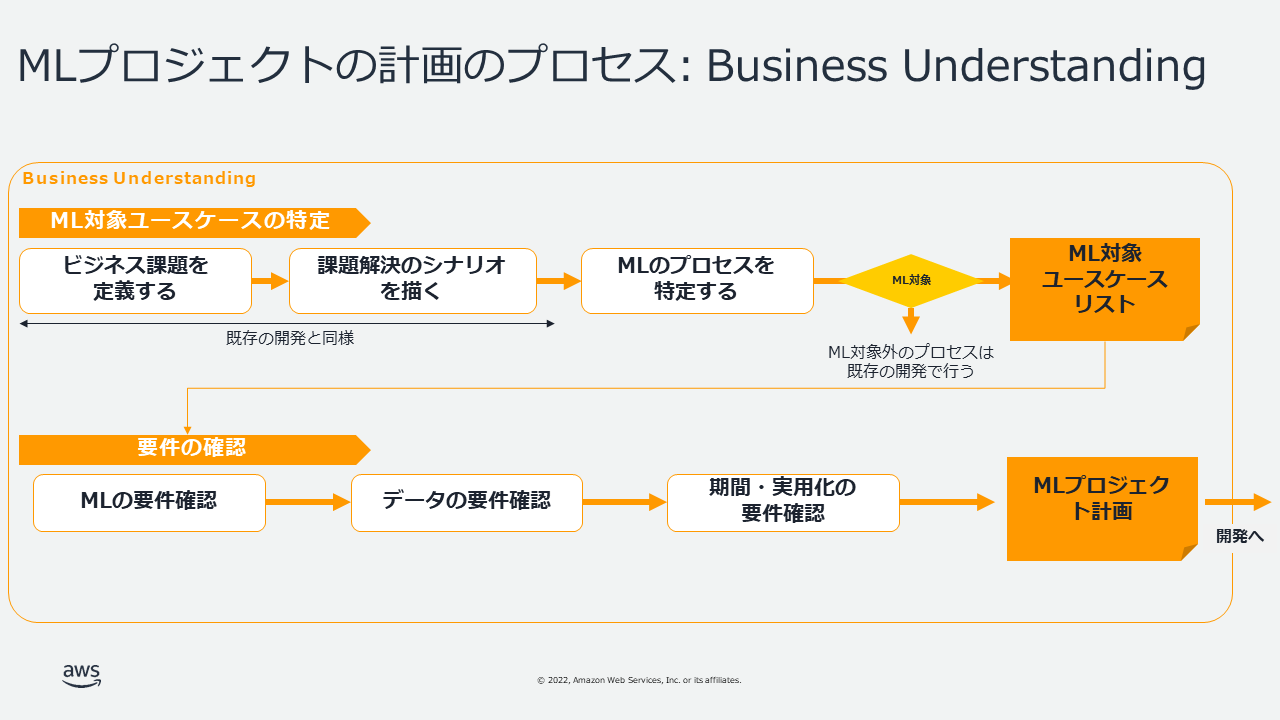 MLプロジェクトの計画のプロセス: Business Understanding
Business Understanding
ML対象ユースケースの特定
ビジネス課題を
定義する
課題解決のシナリオ
を描く
MLのプロセスを
特定する
ML対象
ML対象
ユースケース
リスト
既存の開発と同様
ML対象外のプロセスは
既存の開発で行う
要件の確認
MLの要件確認
データの要件確認
期間・実用化の
要件確認
MLプロジェク
ト計画
開発へ
aws
© 2022, Amazon Web Services, Inc. or its affiliates.